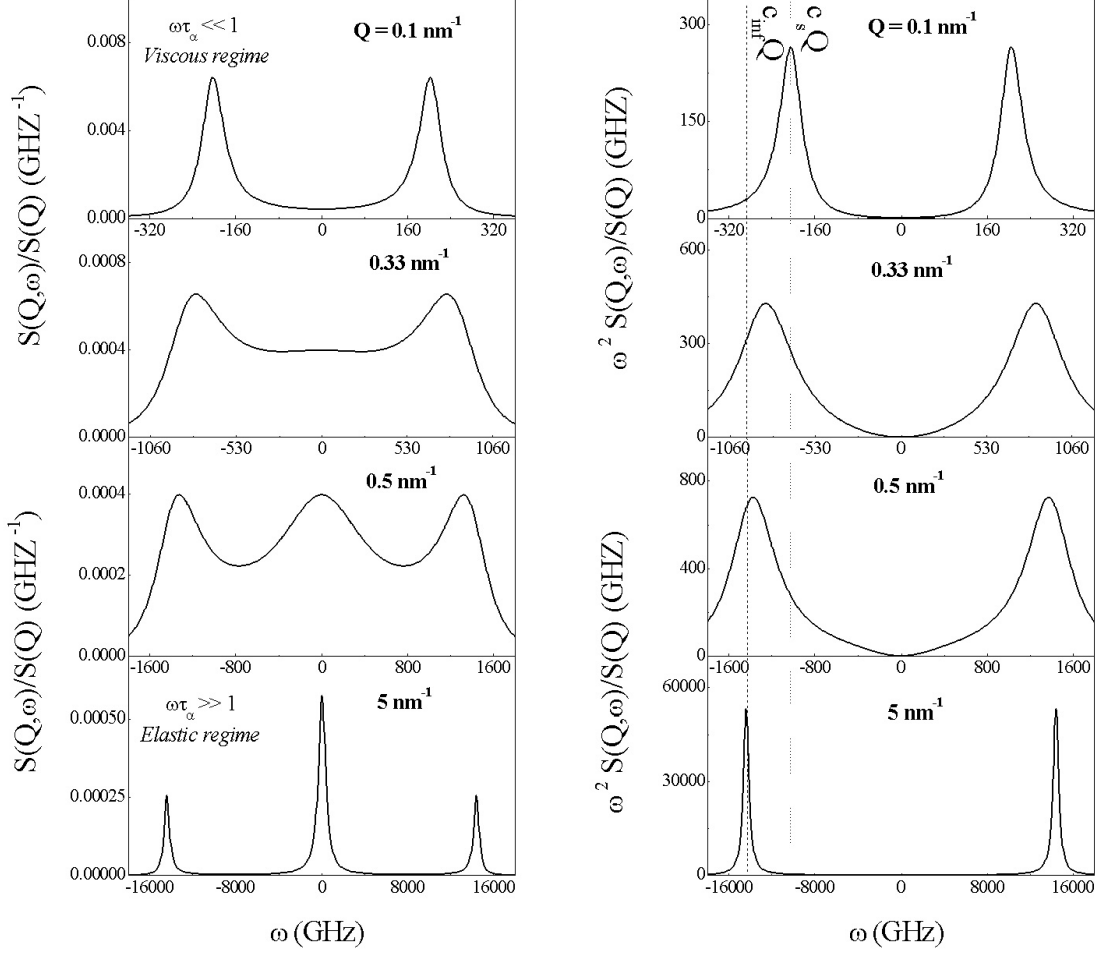 ωτα << 1
Viscous regime
Q = 0.1 nm-1
0.008
0.004
0.000
-320 -160 0 160 320
S(Q,ω)/S(Q) (GHZ-1)
0.33 nm-1
0.0008
0.0004
0.0000
-1060 -530 0 530 1060
0.5 nm-1
0.0004
0.0002
0.0000
-1600 -800 0 800 1600
S(Q,ω)/S(Q) (GHZ-1)
ωτα >> 1
Elastic regime
5 nm-1
0.00050
0.00025
0.00000
-16000 -8000 0 8000 16000
ω (GHz)
cinfQ
csQ
Q = 0.1 nm-1
300
150
0
-320 -160 0 160 320
ω2 S(Q,ω)/S(Q) (GHZ)
0.33 nm-1
600
300
0
-1060 -530 0 530 1060
0.5 nm-1
800
400
0
-1600 -800 0 800 1600
ω2 S(Q,ω)/S(Q) (GHZ)
5 nm-1
60000
30000
0
-16000 -8000 0 8000 16000
ω (GHz)